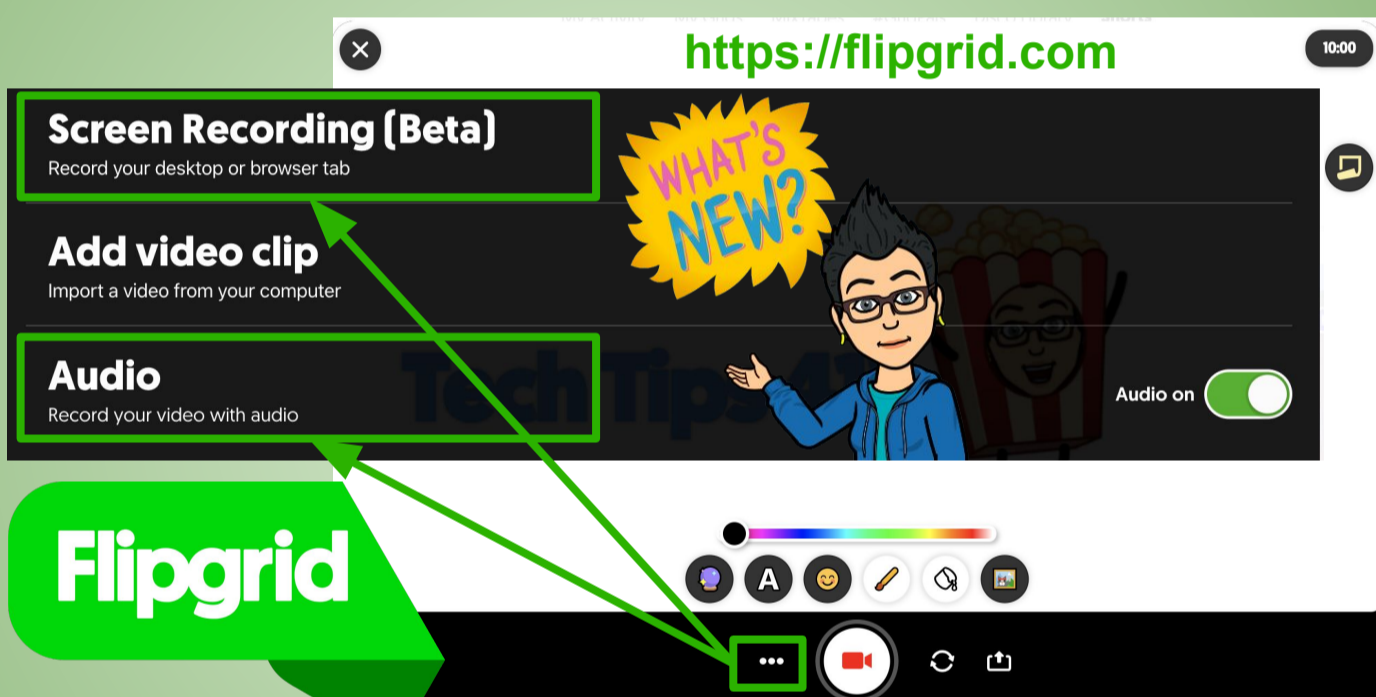 https://flipgrid.com
10:00
Screen Recording (Beta)
Record your desktop or browser tab
WHAT'S
NEW?
Add video clip
Import a video from your computer
Audio
Record your video with audio
Audio on
Flipgrid
A